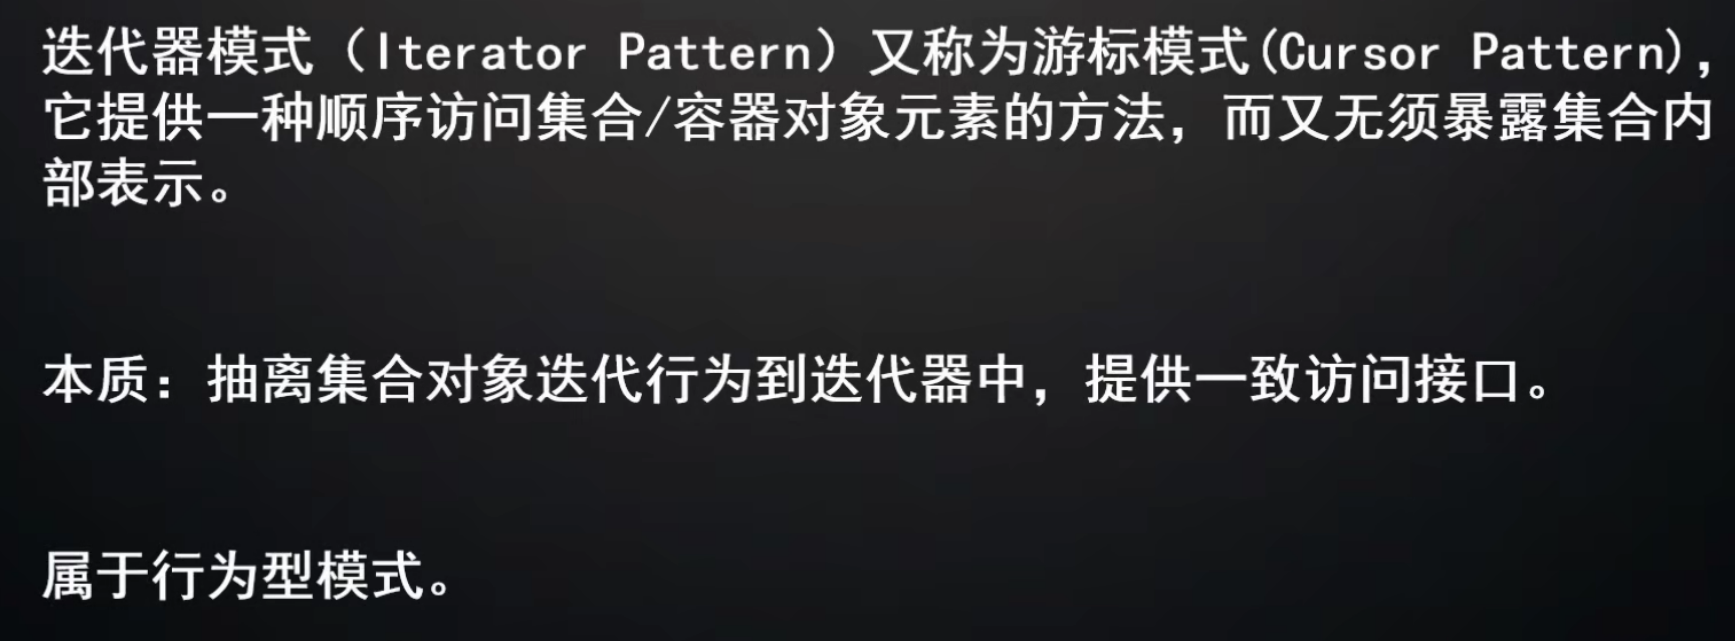 迭代器模式（Iterator Pattern）又称为游标模式(Cursor Pattern)，
它提供一种顺序访问集合/容器对象元素的方法，而又无须暴露集合内
部表示。
本质：抽离集合对象迭代行为到迭代器中，提供一致访问接口。
属于行为型模式。